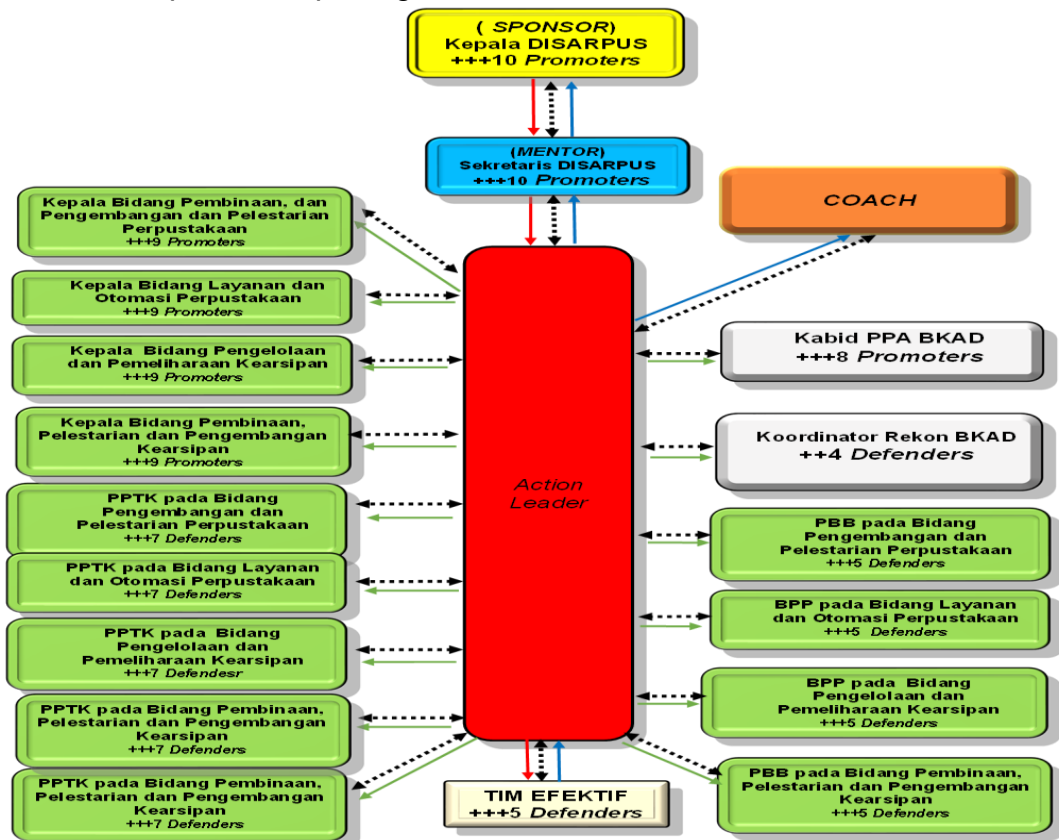 ( SPONSOR)
Kepala DISARPUS
+++10 Promoters
(MENTOR)
Sekretaris DISARPUS
+++10 Promoters
COACH
Kepala Bidang Pembinaan, dan
Pengembangan dan Pelestarian
Perpustakaan
+++9 Promoters
Kepala Bidang Layanan dan
Otomasi Perpustakaan
+++9 Promoters
Kepala Bidang Pengelolaan
dan Pemeliharaan Kearsipan
+++9 Promoters
Kepala Bidang Pembinaan,
Pelestarian dan Pengembangan
Kearsipan
+++9 Promoters
PPTK pada Bidang
Pengembangan dan
Pelestarian Perpustakaan
+++7 Defenders
PPTK pada Bidang Layanan
dan Otomasi Perpustakaan
+++7 Defenders
PPTK pada Bidang
Pengelolaan dan
Pemeliharaan Kearsipan
+++7 Defendesr
PPTK pada Bidang Pembinaan,
Pelestarian dan Pengembangan
Kearsipan
+++7 Defenders
PPTK pada Bidang Pembinaan,
Pelestarian dan Pengembangan
Kearsipan
+++7 Defenders
Action
Leader
Kabid PPA BKAD
+++8 Promoters
Koordinator Rekon BKAD
++4 Defenders
PBB pada Bidang
Pengembangan dan
Pelestarian Perpustakaan
+++5 Defenders
BPP pada Bidang Layanan
dan Otomasi Perpustakaan
+++5 Defenders
BPP pada Bidang
Pengelolaan dan
Pemeliharaan Kearsipan
+++5 Defenders
PBB pada Bidang Pembinaan,
Pelestarian dan Pengembangan
Kearsipan
+++5 Defenders
TIM EFEKTIF
+++5 Defenders